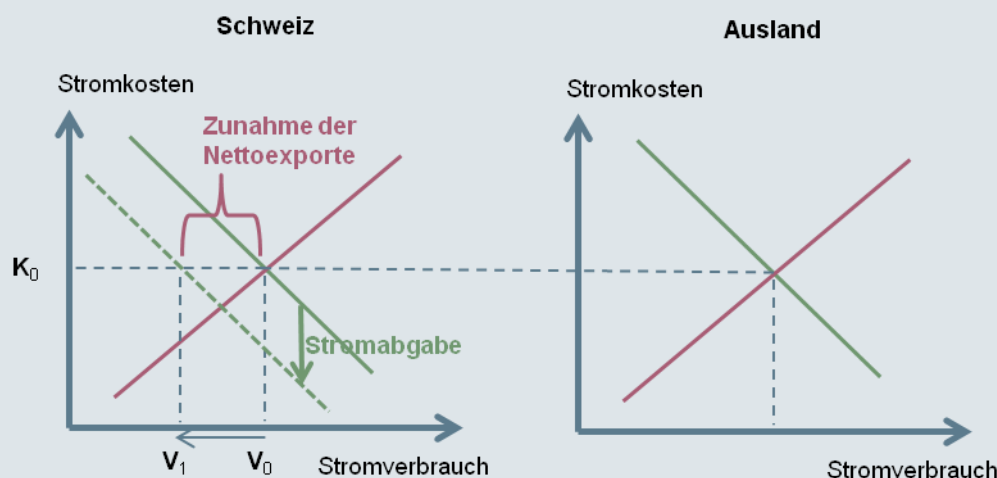 Schweiz
Ausland
Stromkosten
Stromkosten
Zunahme der
Nettoexporte
K0
Stromabgabe
V1
V0
Stromverbrauch
Stromverbrauch